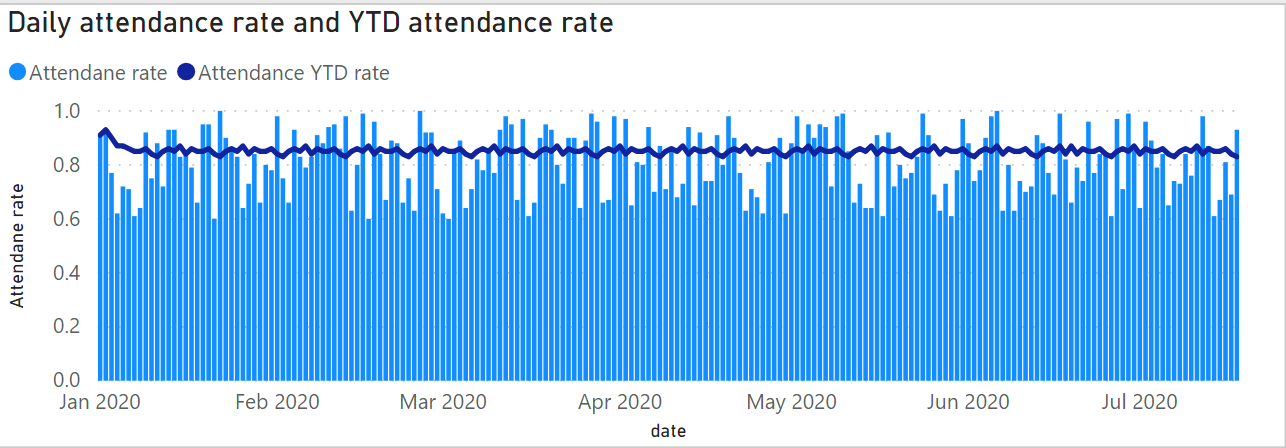 Daily attendance rate and YTD attendance rate
Attendane rate Attendance YTD rate
1.0
0.8
0.6
0.4
0.2
0.0
Attendane rate
Jan 2020 Feb 2020 Mar 2020 Apr 2020 May 2020 Jun 2020 Jul 2020
date